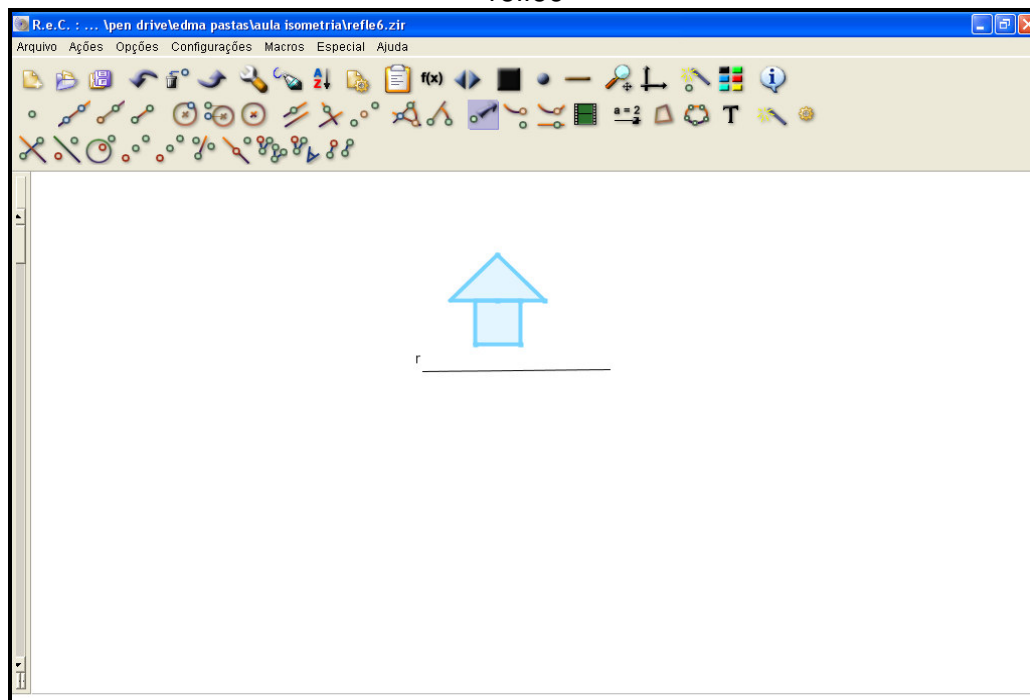 R.e.C. : ... \pen drive\edma pastas\aula isometria\refle6.zir
Arquivo Ações Opções Configurações Macros Especial Ajuda
A Z
f(x)
i
a = 2
T
r